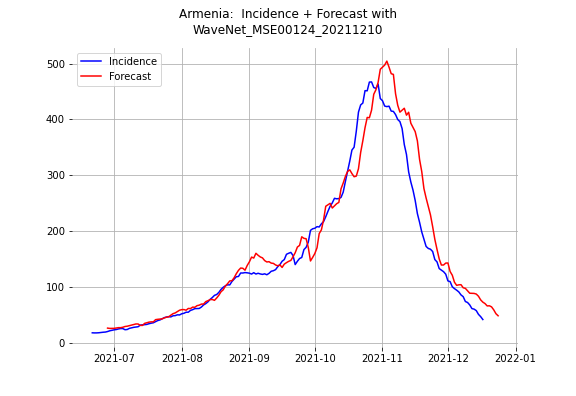 Armenia:  Incidence + Forecast with
WaveNet_MSE00124_20211210
Incidence
Forecast
500
400
300
200
100
0
2021-07 2021-08 2021-09 2021-10 2021-11 2021-12 2022-01